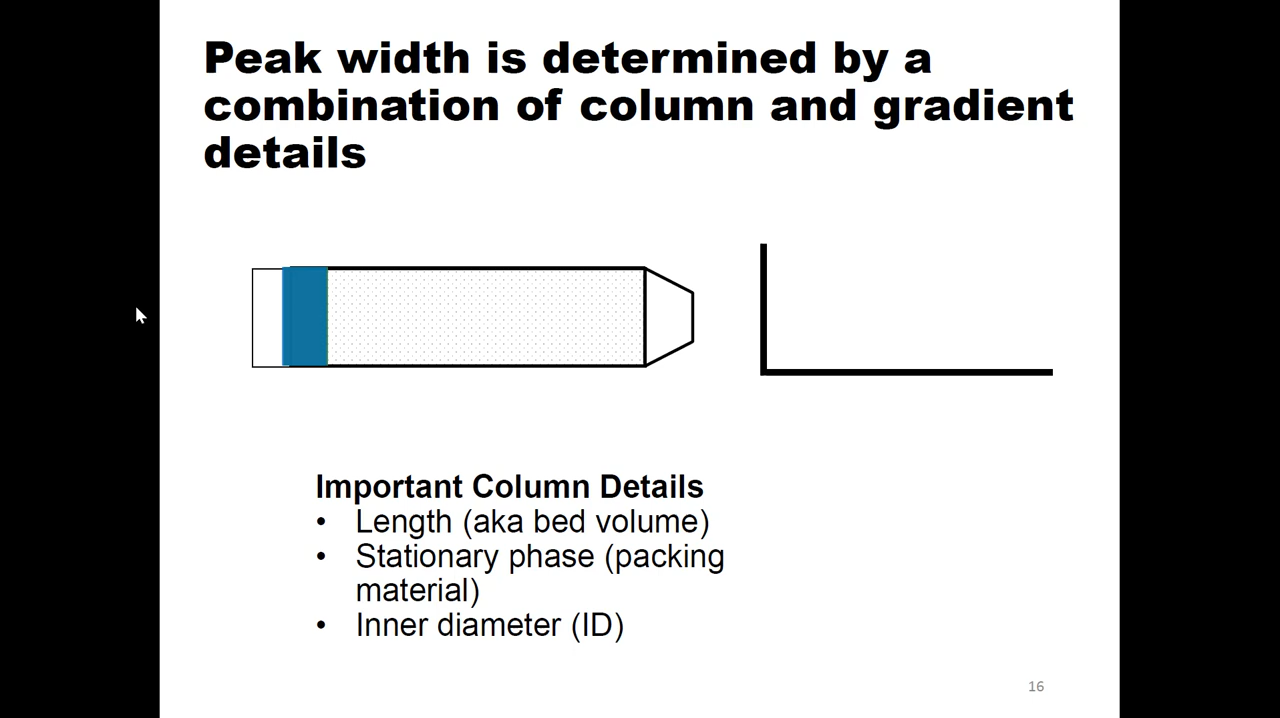 Peak width is determined by a
combination of column and gradient
details
Important Column Details
• Length (aka bed volume)
• Stationary phase (packing
material)
• Inner diameter (ID)
16